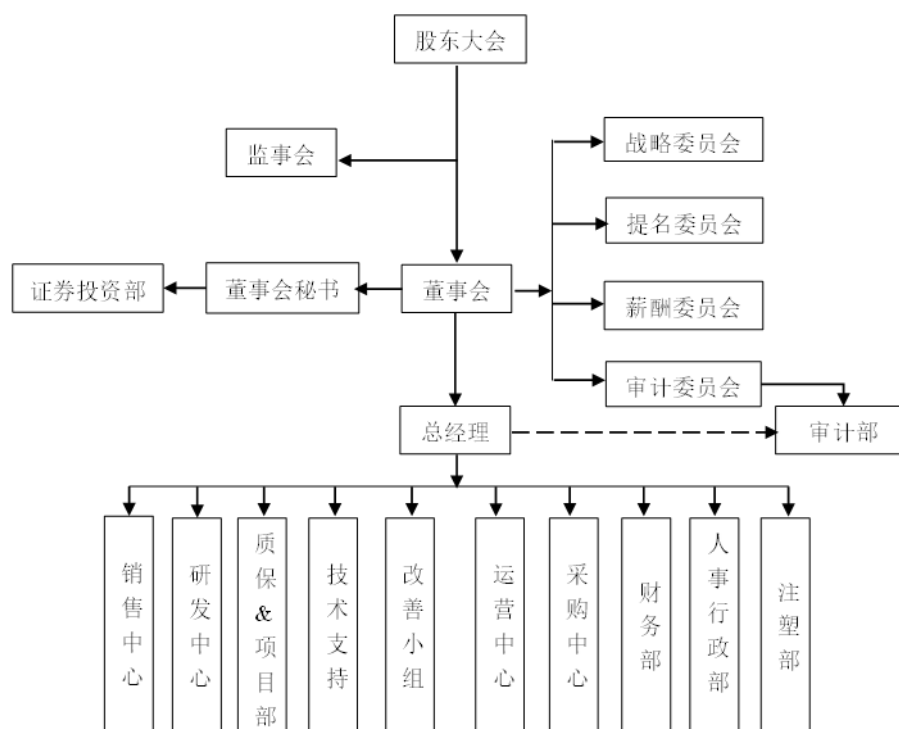 股东大会
监事会
战略委员会
提名委员会
证券投资部
董事会秘书
董事会
薪酬委员会
审计委员会
总经理
审计部
销售中心
研发中心
质保&项目部
技术支持
改善小组
运营中心
采购中心
财务部
人事行政部
注塑部